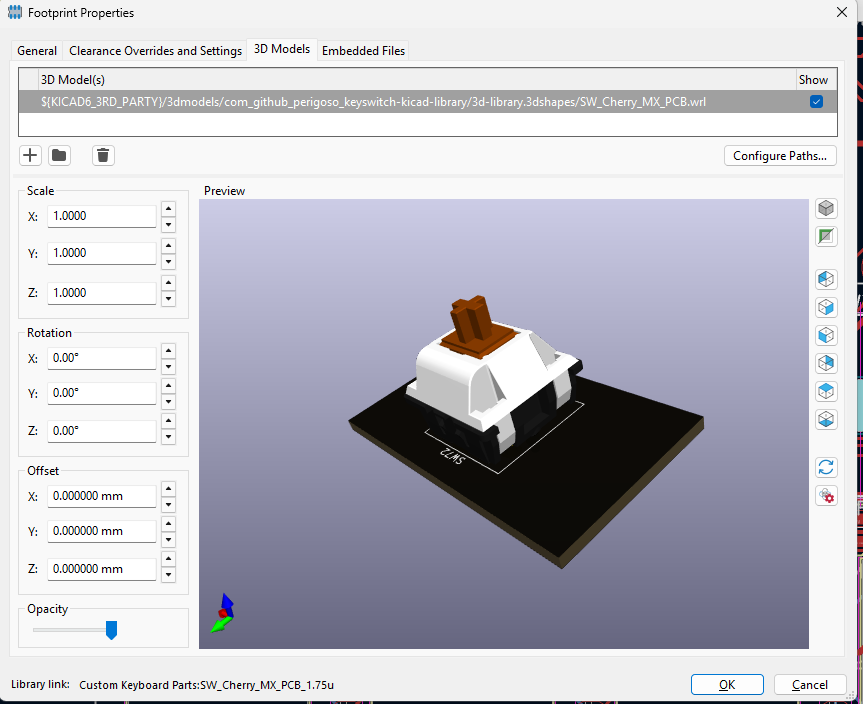 Footprint Properties
General Clearance Overrides and Settings 3D Models Embedded Files
3D Model(s) Show
${KICAD6_3RD_PARTY}/3dmodels/com_github_perigoso_keyswitch-kicad-library/3d-library.3dshapes/SW_Cherry_MX_PCB.wrl
Configure Paths...
Scale
Preview
X: 1.0000
Y: 1.0000
Z: 1.0000
Rotation
X: 0.00°
Y: 0.00°
Z: 0.00°
SW72
Offset
X: 0.000000 mm
Y: 0.000000 mm
Z: 0.000000 mm
Opacity
Library link: Custom Keyboard Parts:SW_Cherry_MX_PCB_1.75u
OK Cancel